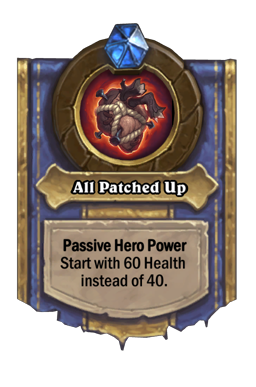 All Patched Up
Passive Hero Power
Start with 60 Health
instead of 40.